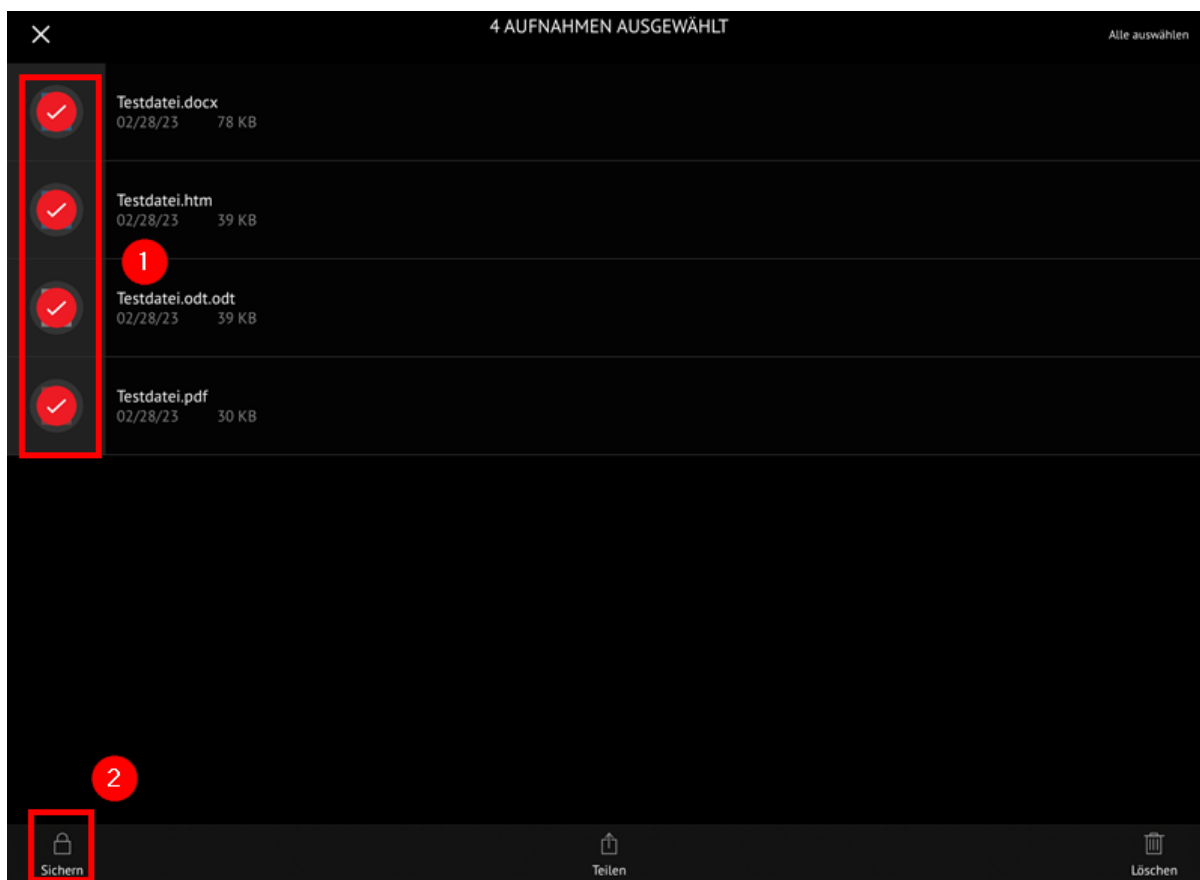 4 AUFNAHMEN AUSGEWÄHLT
Alle auswählen
Testdatei.docx
02/28/23 78 KB
Testdatei.htm
02/28/23 39 KB
1
Testdatei.odt.odt
02/28/23 39 KB
Testdatei.pdf
02/28/23 30 KB
2
Sichern
Teilen
Löschen